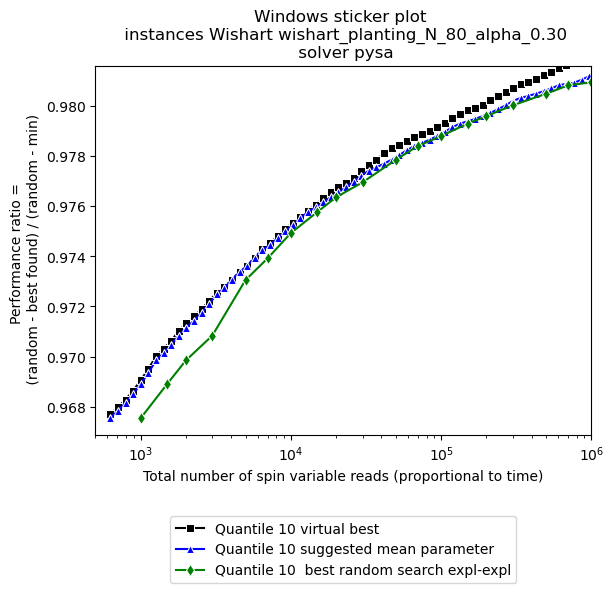 Windows sticker plot
instances Wishart wishart_planting_N_80_alpha_0.30
solver pysa
Performance ratio =
(random - best found) / (random - min)
0.980
0.978
0.976
0.974
0.972
0.970
0.968
10³
10⁴
10⁵
10⁶
Total number of spin variable reads (proportional to time)
Quantile 10 virtual best
Quantile 10 suggested mean parameter
Quantile 10  best random search expl-expl